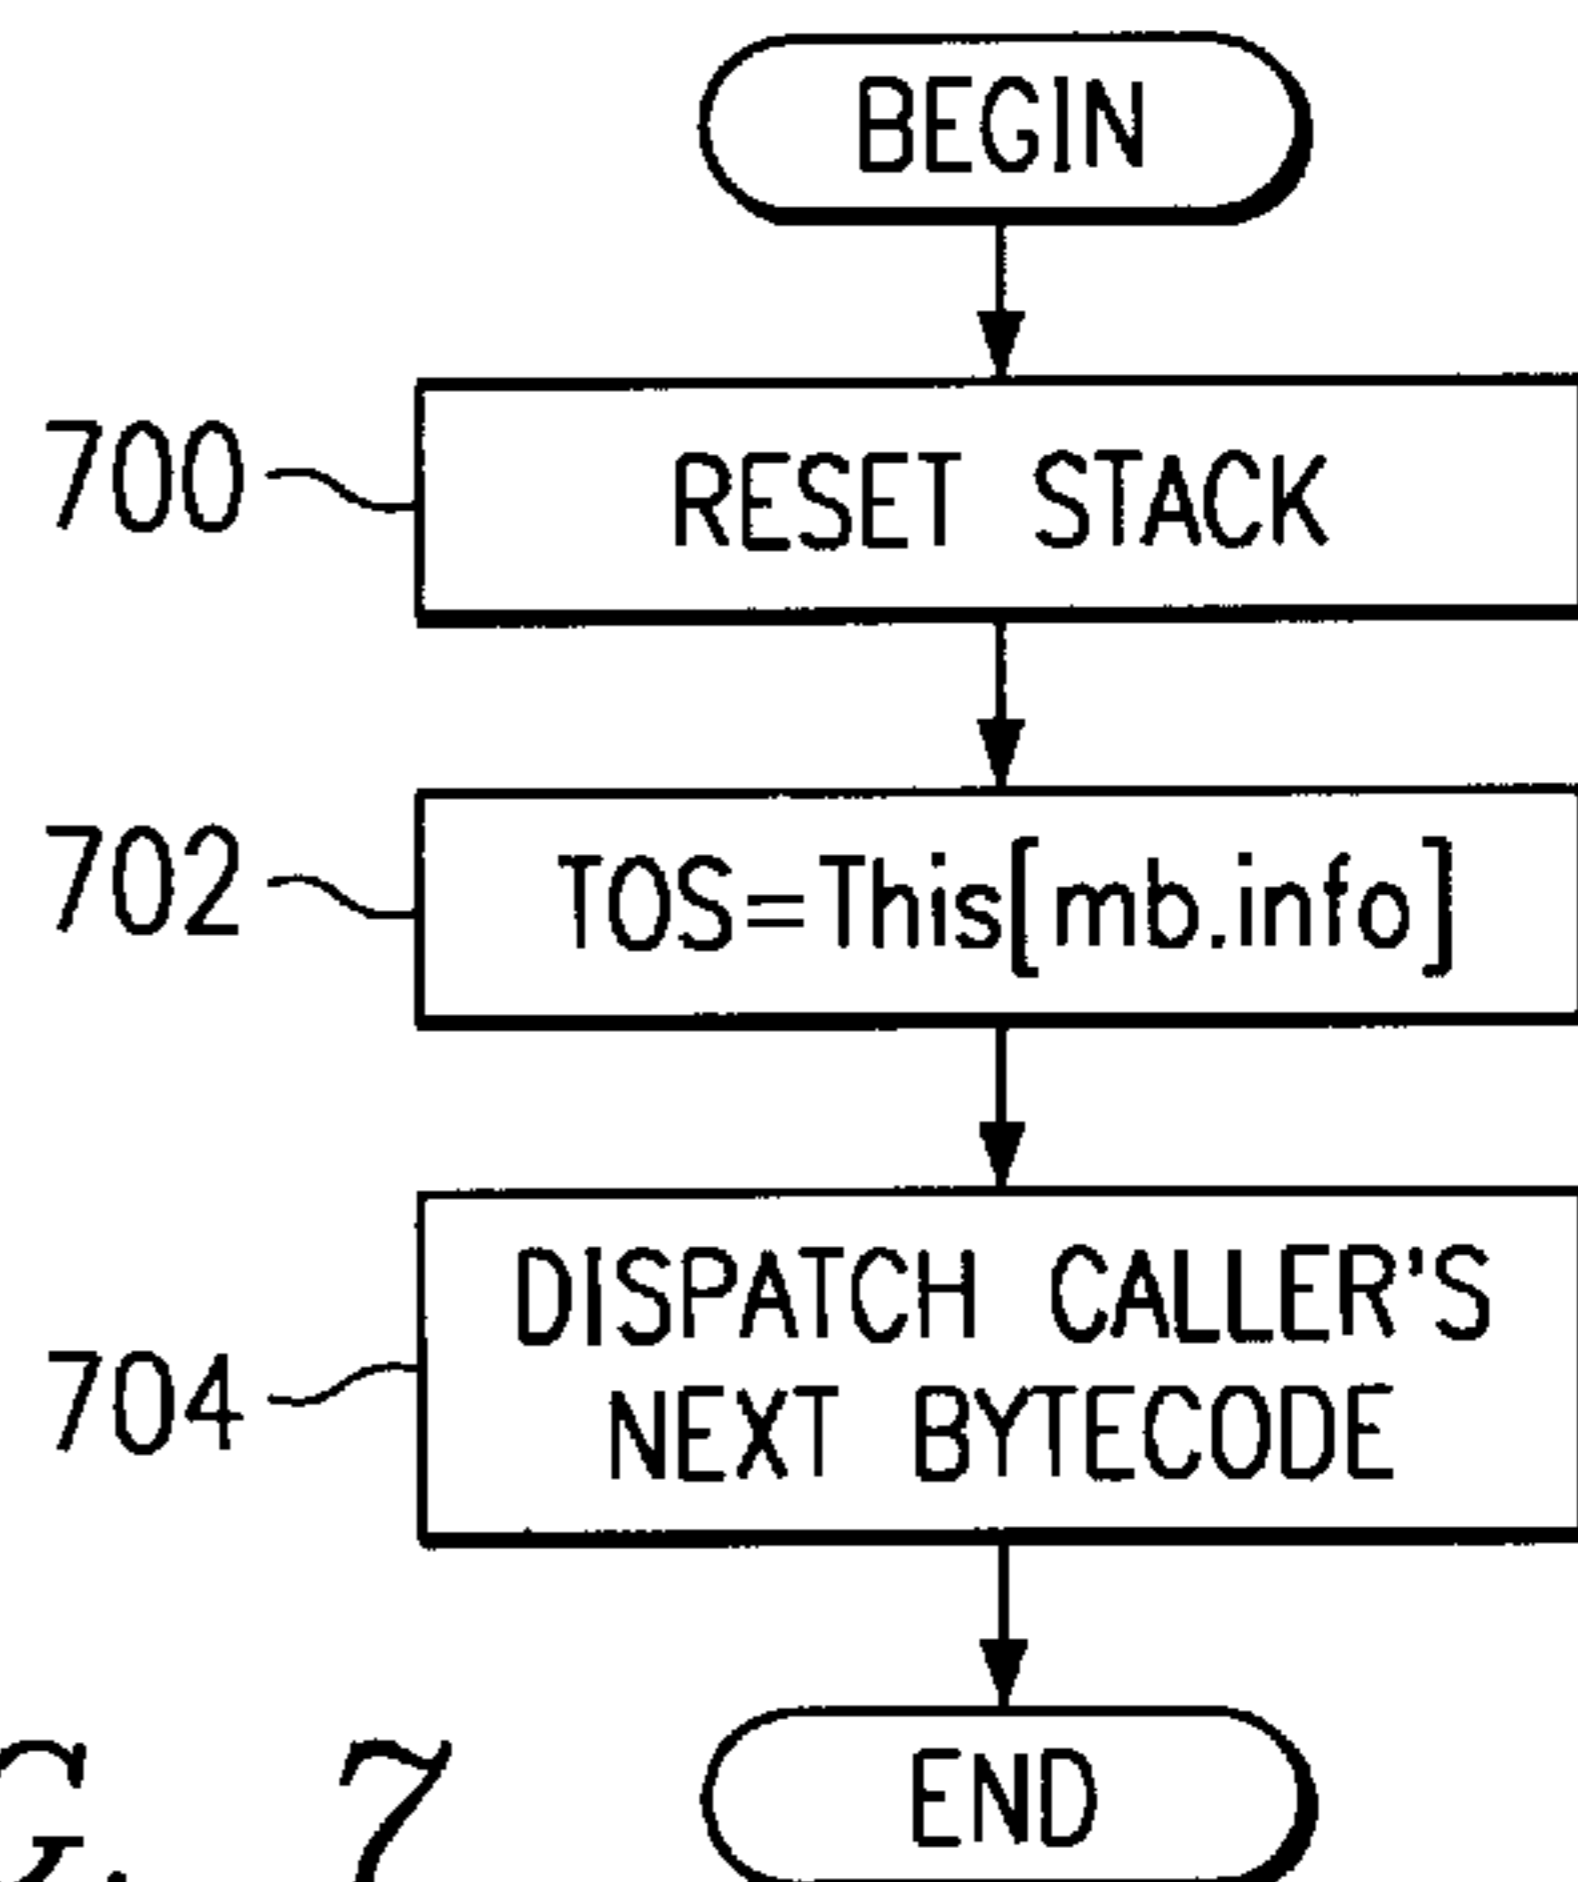 BEGIN
700
RESET STACK
702
TOS=This[mb.info]
704
DISPATCH CALLER'S
NEXT BYTECODE
END
G. 7